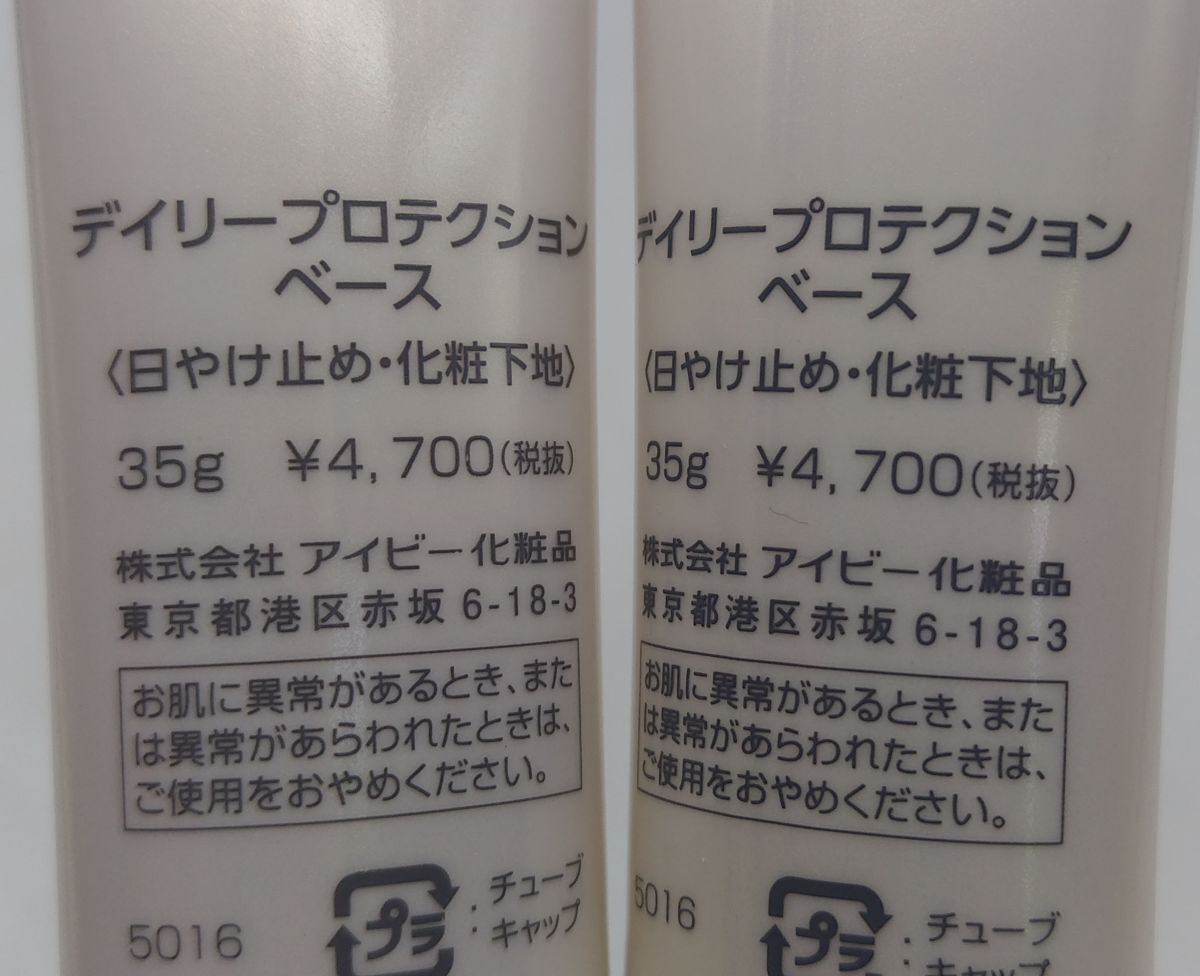 デイリープロテクション
ベース
〈日やけ止め・化粧下地〉
35g ¥4,700(税抜)
株式会社 アイビー化粧品
東京都港区赤坂 6-18-3
お肌に異常があるとき、また
は異常があらわれたときは、
ご使用をおやめください。
5016
プラ
:チューブ
:キャップ
デイリープロテクション
ベース
〈日やけ止め・化粧下地〉
35g ¥4,700(税抜)
株式会社 アイビー化粧品
東京都港区赤坂 6-18-3
お肌に異常があるとき、また
は異常があらわれたときは、
ご使用をおやめください。
5016
プラ
:チューブ
:キャップ